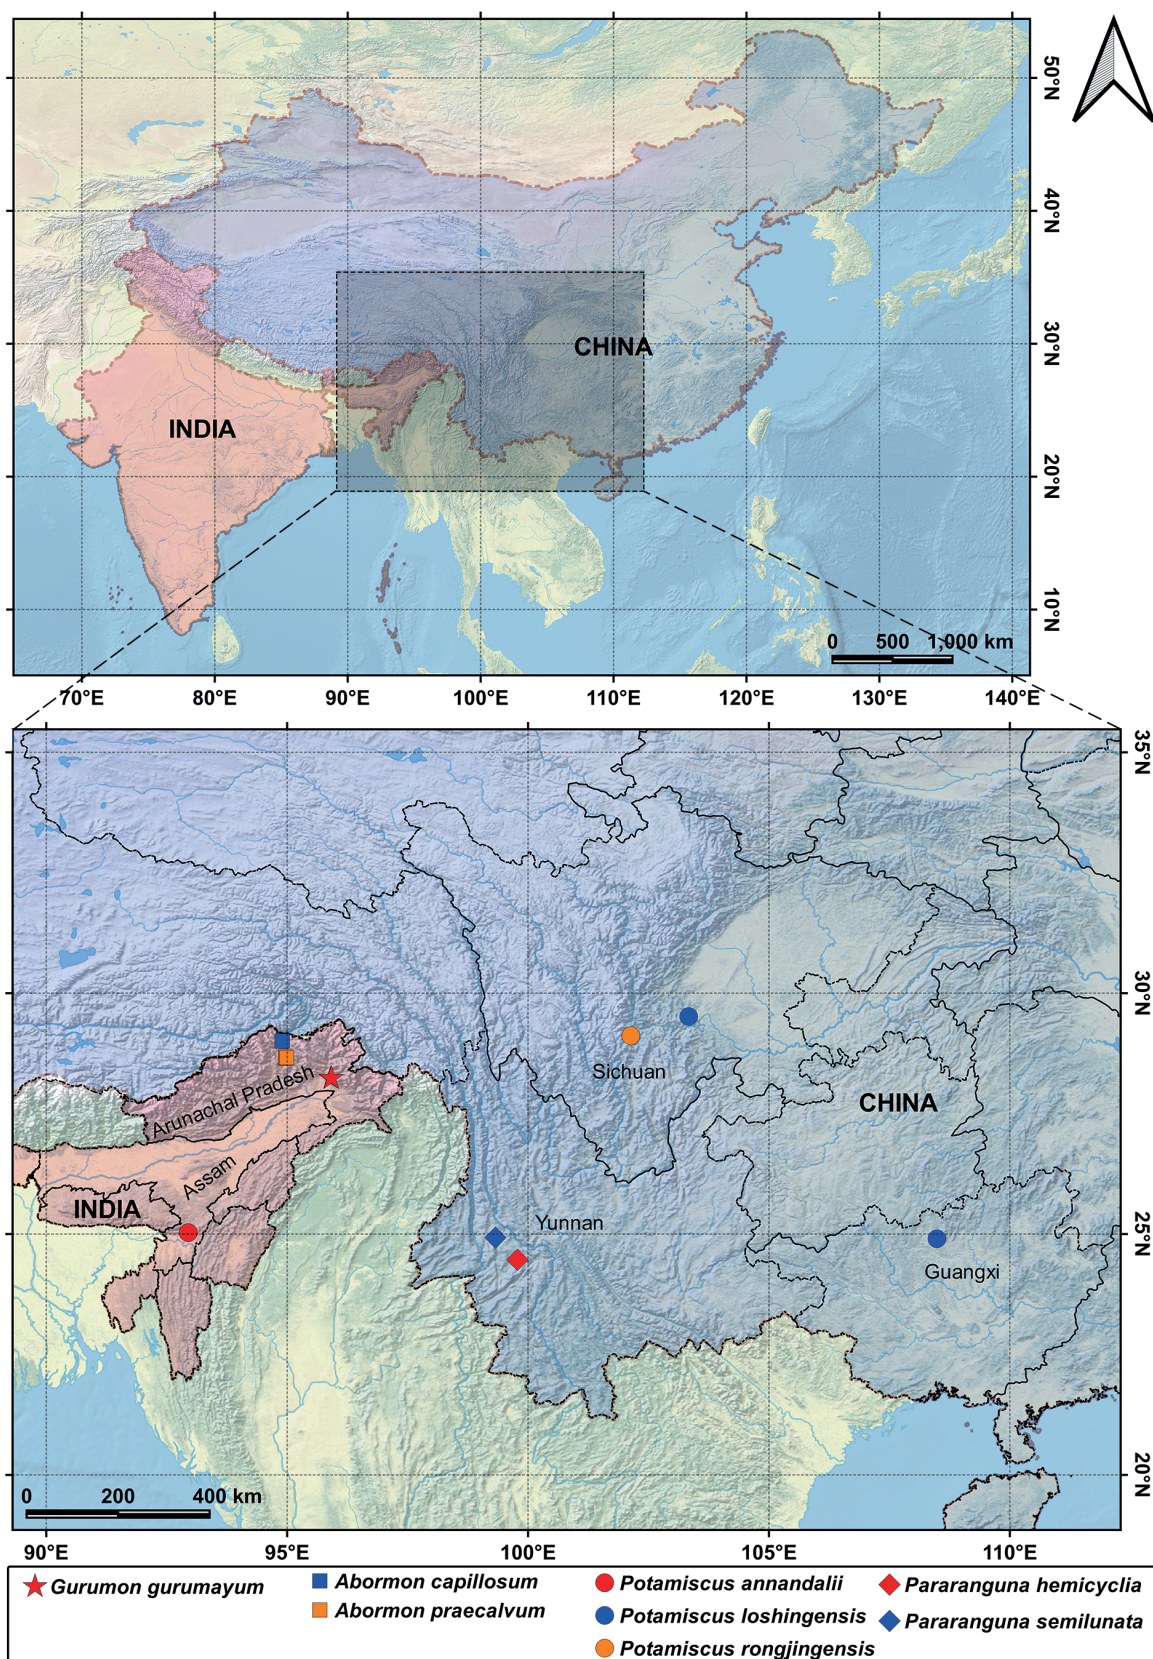 50°N
40°N
30°N
20°N
10°N
CHINA
INDIA
0 500 1,000 km
70°E 80°E 90°E 100°E 110°E 120°E 130°E 140°E
35°N
30°N
25°N
20°N
Sichuan
Arunachal Pradesh
CHINA
Assam
INDIA
Yunnan
Guangxi
0 200 400 km
90°E 95°E 100°E 105°E 110°E
Gurumon gurumayum
Abormon capillosum
Abormon praecalvum
Potamiscus annandalii
Potamiscus loshingensis
Potamiscus rongjingensis
Pararanguna hemicyclia
Pararanguna semilunata